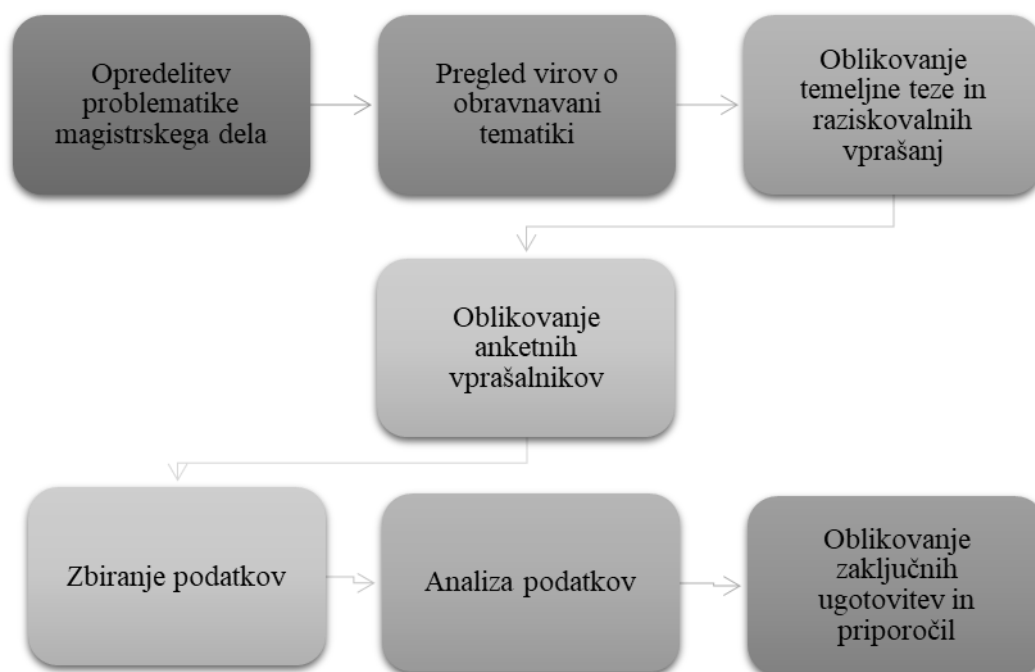 Opredelitev
problematike
magistrskega dela
Pregled virov o
obravnavani
tematiki
Oblikovanje
temeljne teze in
raziskovalnih
vprašanj
Oblikovanje
anketnih
vprašalnikov
Zbiranje podatkov
Analiza podatkov
Oblikovanje
zaključnih
ugotovitev in
priporočil